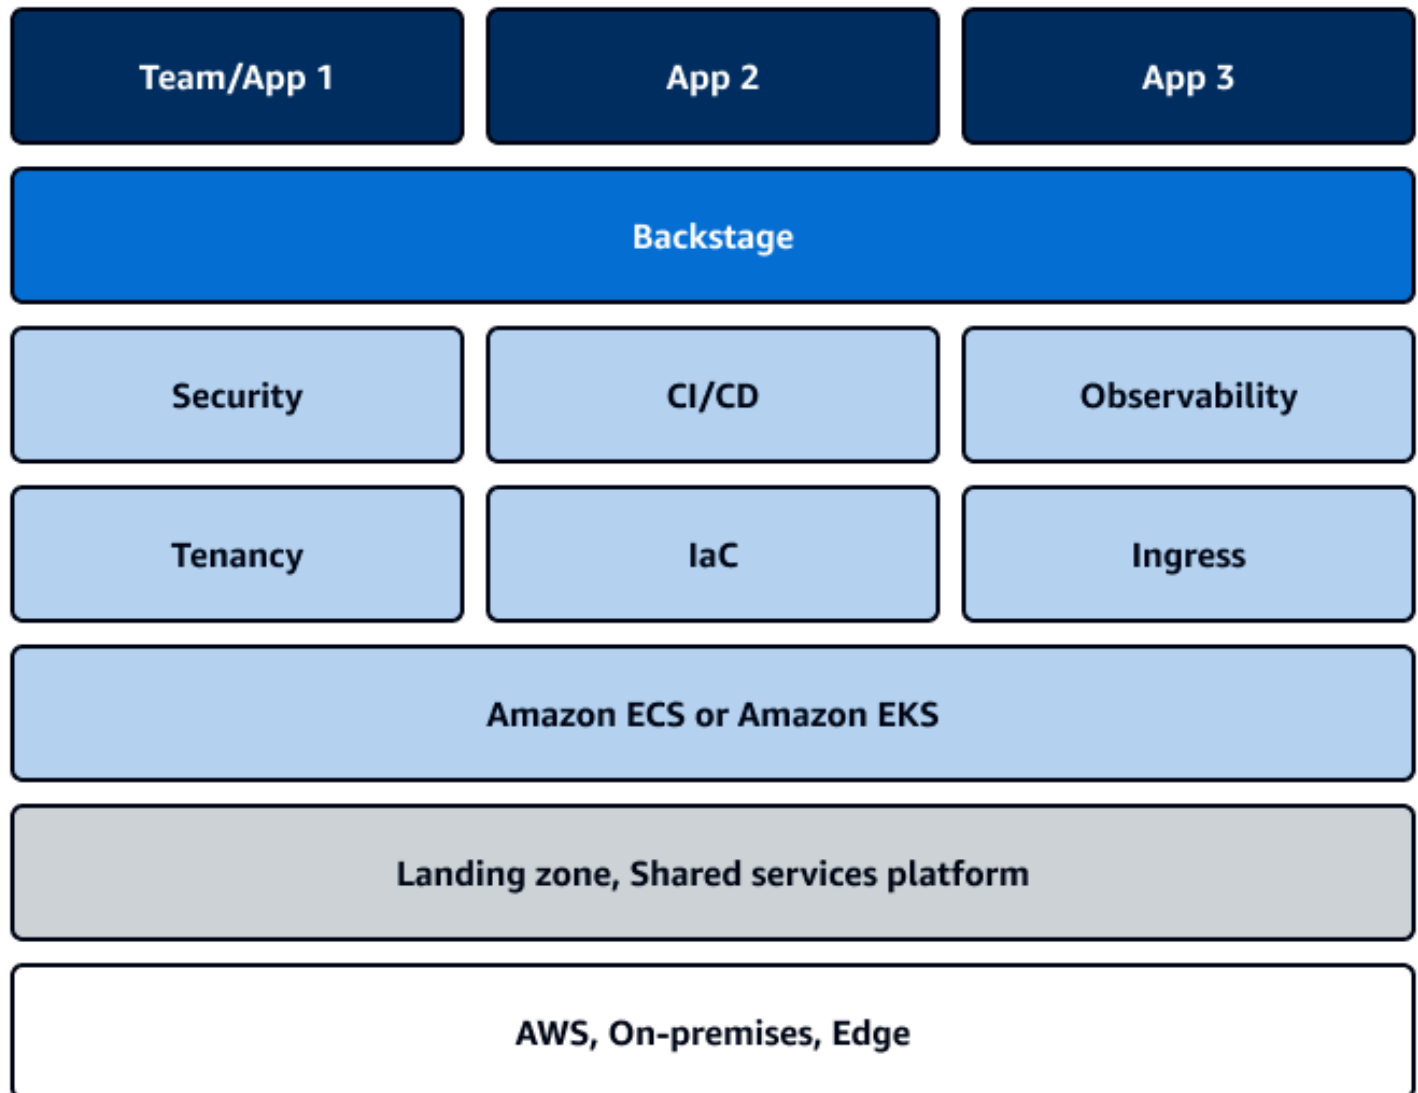 Team/App 1
App 2
App 3
Backstage
Security
CI/CD
Observability
Tenancy
IaC
Ingress
Amazon ECS or Amazon EKS
Landing zone, Shared services platform
AWS, On-premises, Edge